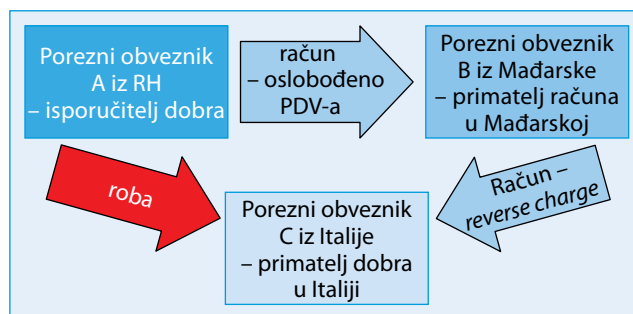 Porezni obveznik
A iz RH
– isporučitelj dobra
račun
– oslobođeno
PDV-a
Porezni obveznik
B iz Mađarske
– primatelj računa
u Mađarskoj
roba
Račun –
reverse charge
Porezni obveznik
C iz Italije
– primatelj dobra
u Italiji